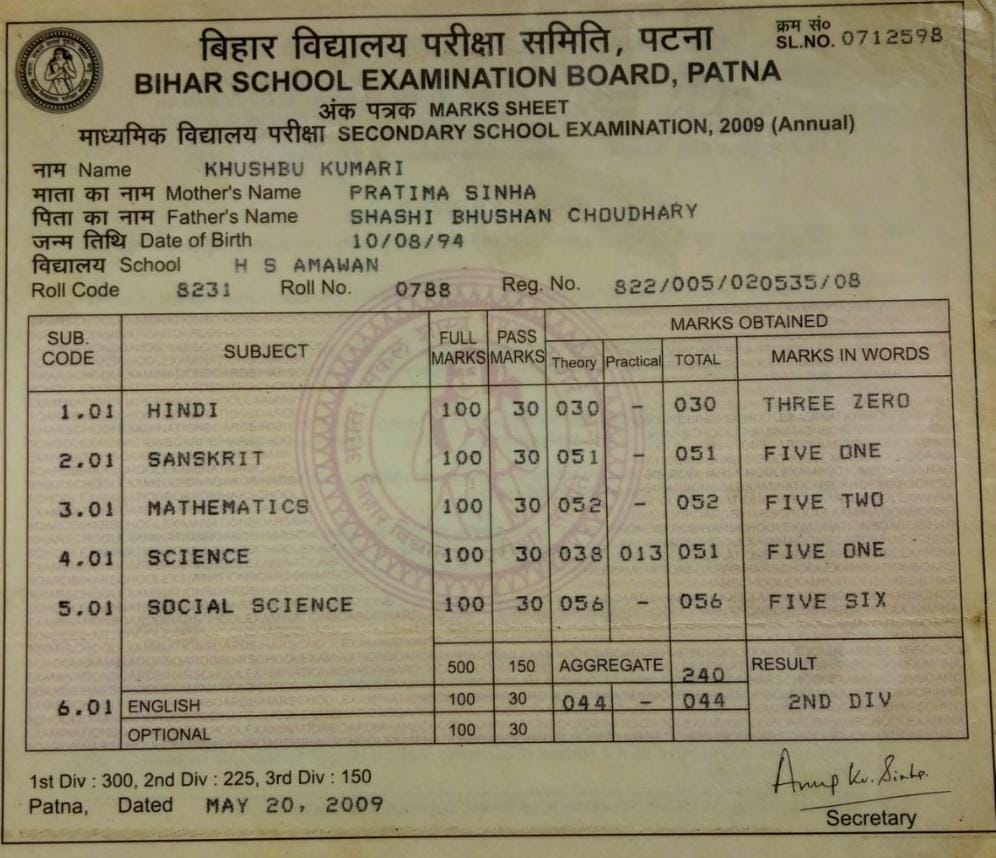 क्रम सं०
SL.NO. 0712598
बिहार विद्यालय परीक्षा समिति, पटना
BIHAR SCHOOL EXAMINATION BOARD, PATNA
अंक पत्रक MARKS SHEET
माध्यमिक विद्यालय परीक्षा SECONDARY SCHOOL EXAMINATION, 2009 (Annual)
नाम Name KHUSHBU KUMARI
माता का नाम Mother's Name PRATIMA SINHA
पिता का नाम Father's Name SHASHI BHUSHAN CHOUDHARY
जन्म तिथि Date of Birth 10/08/94
विद्यालय School H S AMAWAN
Roll Code 8231 Roll No. 0788 Reg. No. 822/005/020535/08
SUB. CODE SUBJECT FULL MARKS PASS MARKS MARKS OBTAINED
Theory Practical TOTAL MARKS IN WORDS
1.01 HINDI 100 30 030 - 030 THREE ZERO
2.01 SANSKRIT 100 30 051 - 051 FIVE ONE
3.01 MATHEMATICS 100 30 052 - 052 FIVE TWO
4.01 SCIENCE 100 30 038 013 051 FIVE ONE
5.01 SOCIAL SCIENCE 100 30 056 - 056 FIVE SIX
500 150 AGGREGATE 240 RESULT
6.01 ENGLISH 100 30 044 - 044 2ND DIV
OPTIONAL 100 30
1st Div : 300, 2nd Div : 225, 3rd Div : 150
Patna, Dated MAY 20, 2009
Anup Kr. Sinha.
Secretary